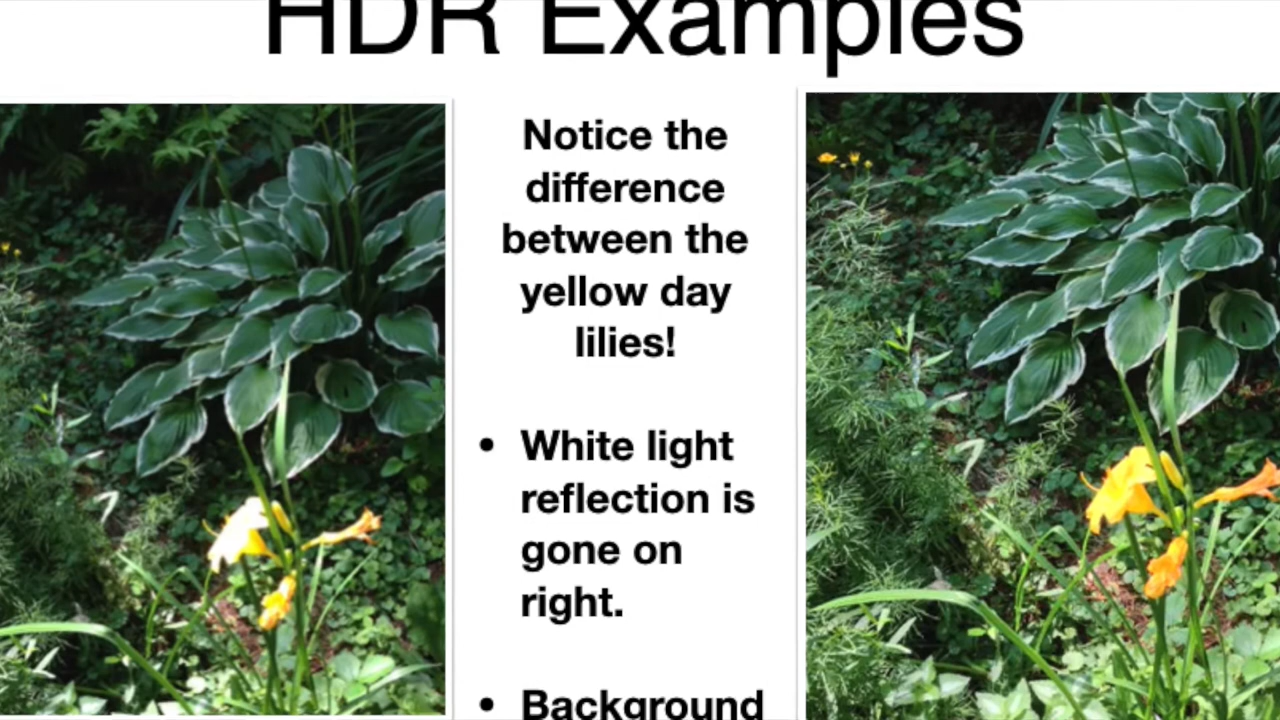 HDR Examples
Notice the
difference
between the
yellow day
lilies!
• White light
reflection is
gone on
right.
• Background